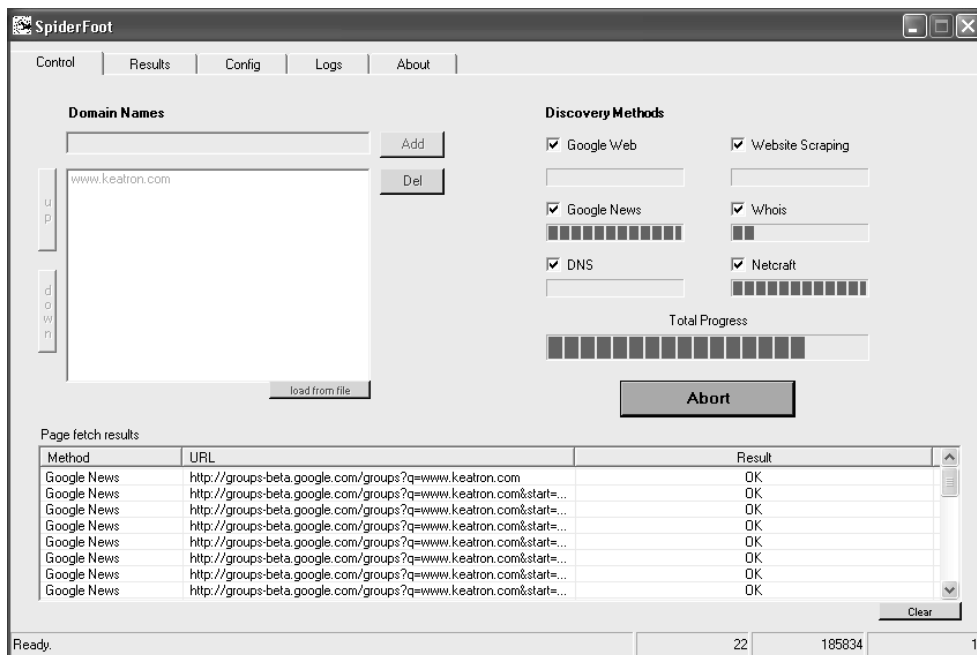 SpiderFoot
Control Results Config Logs About
Domain Names
Add
www.keatron.com
Del
up
down
load from file
Discovery Methods
Google Web Website Scraping
Google News Whois
DNS Netcraft
Total Progress
Abort
Page fetch results
Method URL Result
Google News http://groups-beta.google.com/groups?q=www.keatron.com OK
Google News http://groups-beta.google.com/groups?q=www.keatron.com&start=... OK
Google News http://groups-beta.google.com/groups?q=www.keatron.com&start=... OK
Google News http://groups-beta.google.com/groups?q=www.keatron.com&start=... OK
Google News http://groups-beta.google.com/groups?q=www.keatron.com&start=... OK
Google News http://groups-beta.google.com/groups?q=www.keatron.com&start=... OK
Google News http://groups-beta.google.com/groups?q=www.keatron.com&start=... OK
Google News http://groups-beta.google.com/groups?q=www.keatron.com&start=... OK
Clear
Ready. 22 185834 1